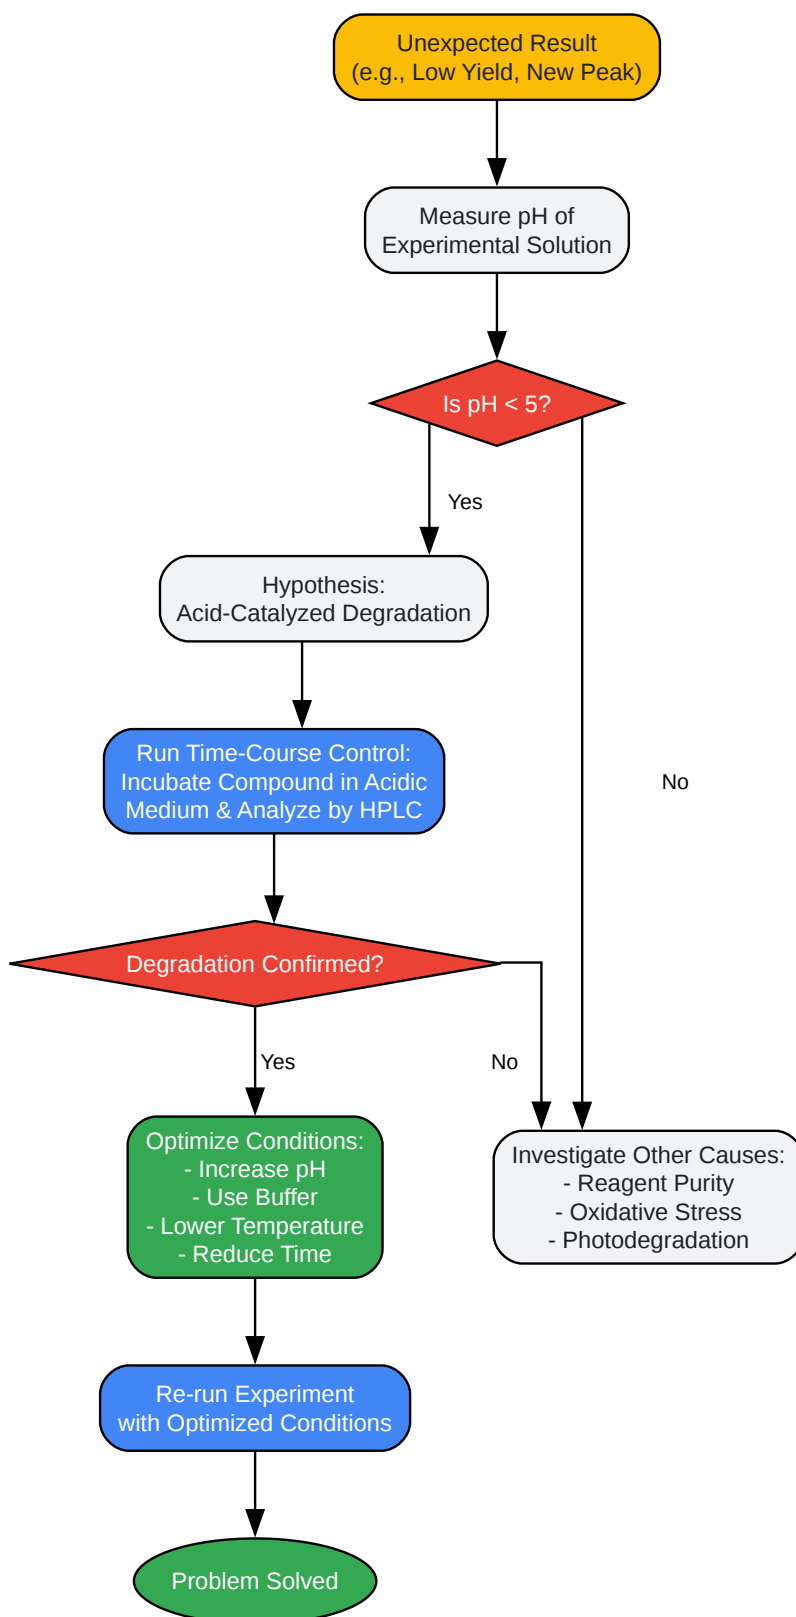 Unexpected Result
(e.g., Low Yield, New Peak)
Measure pH of
Experimental Solution
Is pH < 5?
Yes
Hypothesis:
Acid-Catalyzed Degradation
Run Time-Course Control:
Incubate Compound in Acidic
Medium & Analyze by HPLC
No
Degradation Confirmed?
Yes
No
Optimize Conditions:
- Increase pH
- Use Buffer
- Lower Temperature
- Reduce Time
Investigate Other Causes:
- Reagent Purity
- Oxidative Stress
- Photodegradation
Re-run Experiment
with Optimized Conditions
Problem Solved